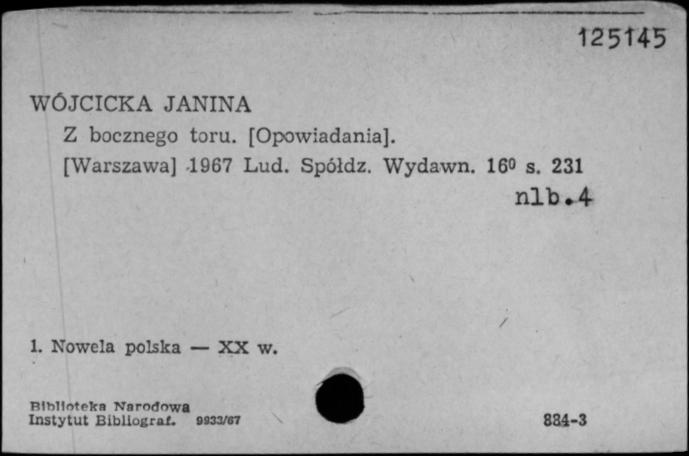 125145
WÓJCICKA JANINA
Z bocznego toru. [Opowiadania].
[Warszawa] 1967 Lud. Spółdz. Wydawn. 16⁰ s. 231
nlb.4
1. Nowela polska — XX w.
Biblioteka Narodowa
Instytut Bibliograf. 9933/67
884-3